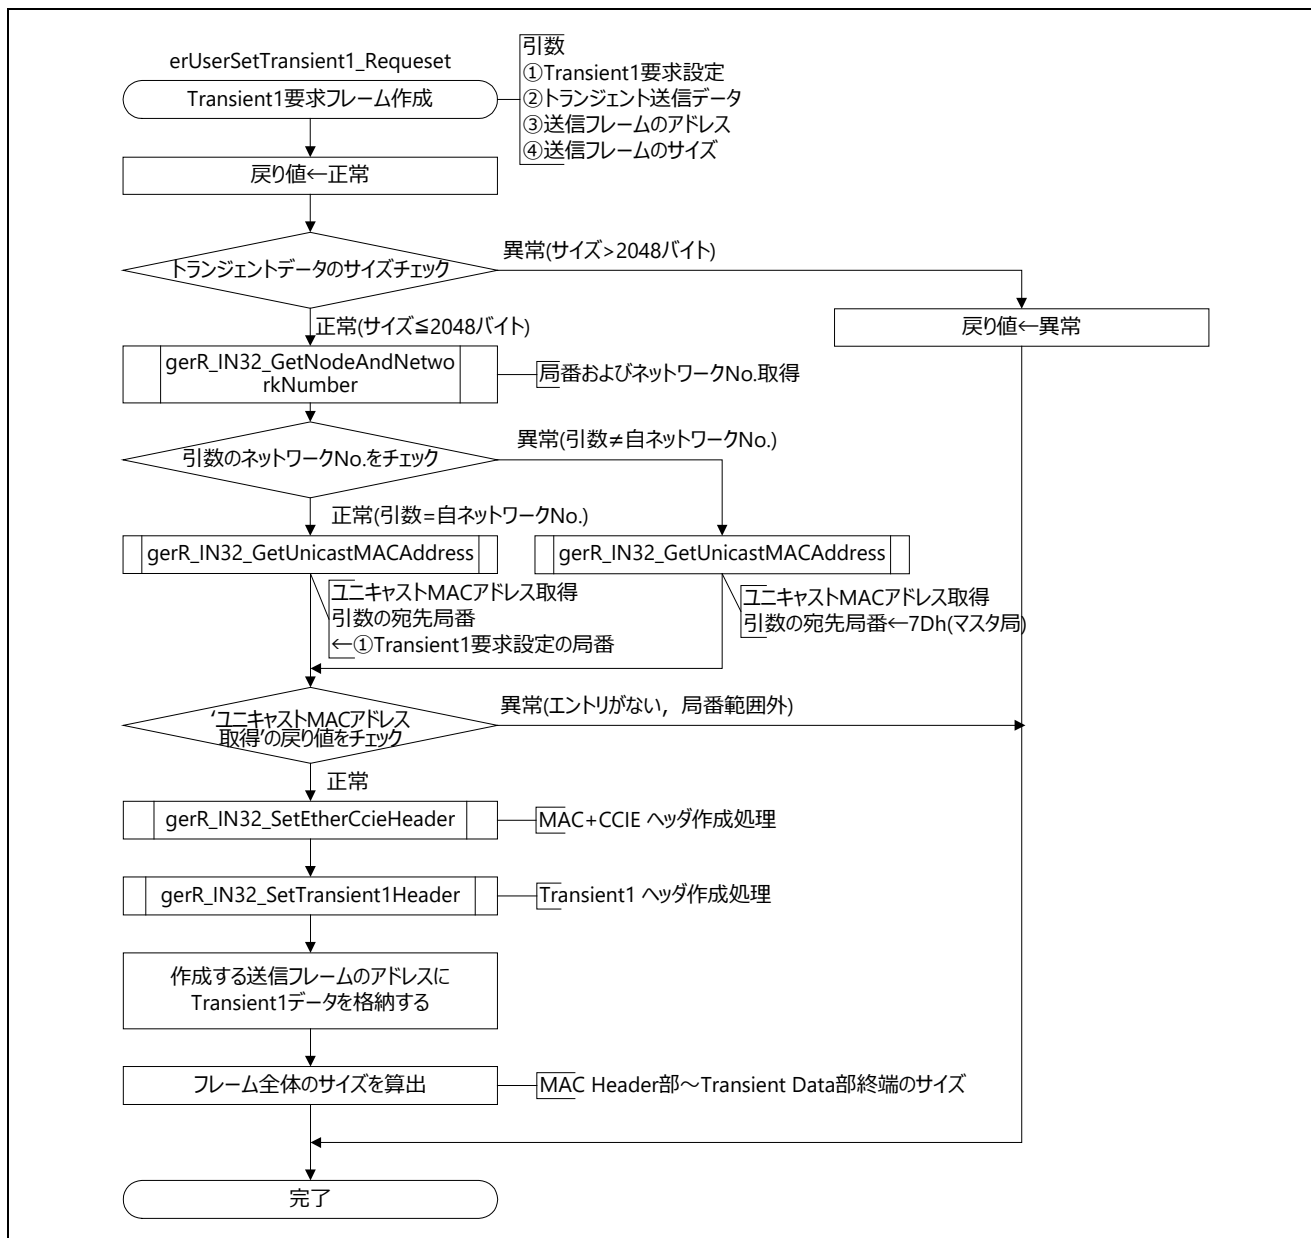 erUserSetTransient1_Requeset
Transient1要求フレーム作成
引数
①Transient1要求設定
②トランジェント送信データ
③送信フレームのアドレス
④送信フレームのサイズ
戻り値←正常
トランジェントデータのサイズチェック
異常(サイズ>2048バイト)
正常(サイズ≦2048バイト)
戻り値←異常
gerR_IN32_GetNodeAndNetwo
rkNumber
局番およびネットワークNo.取得
引数のネットワークNo.をチェック
異常(引数≠自ネットワークNo.)
正常(引数=自ネットワークNo.)
gerR_IN32_GetUnicastMACAddress
gerR_IN32_GetUnicastMACAddress
ユニキャストMACアドレス取得
引数の宛先局番
←①Transient1要求設定の局番
ユニキャストMACアドレス取得
引数の宛先局番←7Dh(マスタ局)
‘ユニキャストMACアドレス
取得’の戻り値をチェック
異常(エントリがない，局番範囲外)
正常
gerR_IN32_SetEtherCcieHeader
MAC+CCIE ヘッダ作成処理
gerR_IN32_SetTransient1Header
Transient1 ヘッダ作成処理
作成する送信フレームのアドレスに
Transient1データを格納する
フレーム全体のサイズを算出
MAC Header部～Transient Data部終端のサイズ
完了